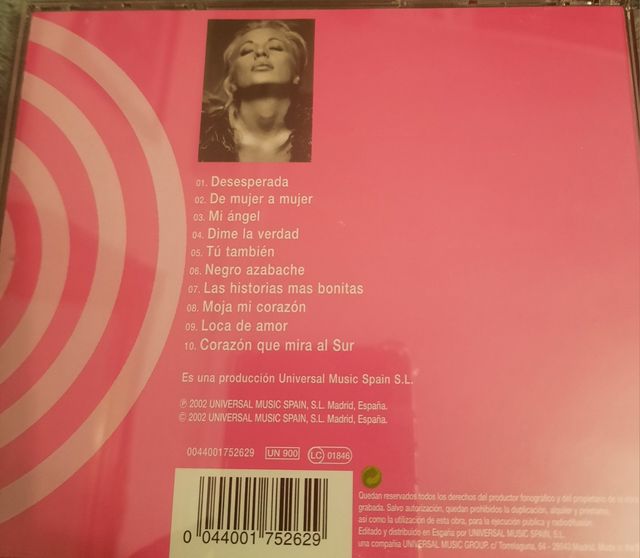 01. Desesperada
02. De mujer a mujer
03. Mi ángel
04. Dime la verdad
05. Tú también
06. Negro azabache
07. Las historias mas bonitas
08. Moja mi corazón
09. Loca de amor
10. Corazón que mira al Sur
Es una producción Universal Music Spain S.L.
Ⓟ 2002 UNIVERSAL MUSIC SPAIN, S.L. Madrid, España.
© 2002 UNIVERSAL MUSIC SPAIN, S.L. Madrid, España.
0044001752629 UN 900 LC 01846
0 044001 752629
Quedan reservados todos los derechos del productor fonográfico y del propietario de la obra
grabada. Salvo autorización, quedan prohibidos la duplicación, alquiler y préstamo,
así como la utilización de esta obra, para la ejecución publica y radiodifusión.
Editado y distribuido en España por UNIVERSAL MUSIC SPAIN, S.L.
una compañía UNIVERSAL MUSIC GROUP. c/ Torrelaguna, 64 - 28043 Madrid.